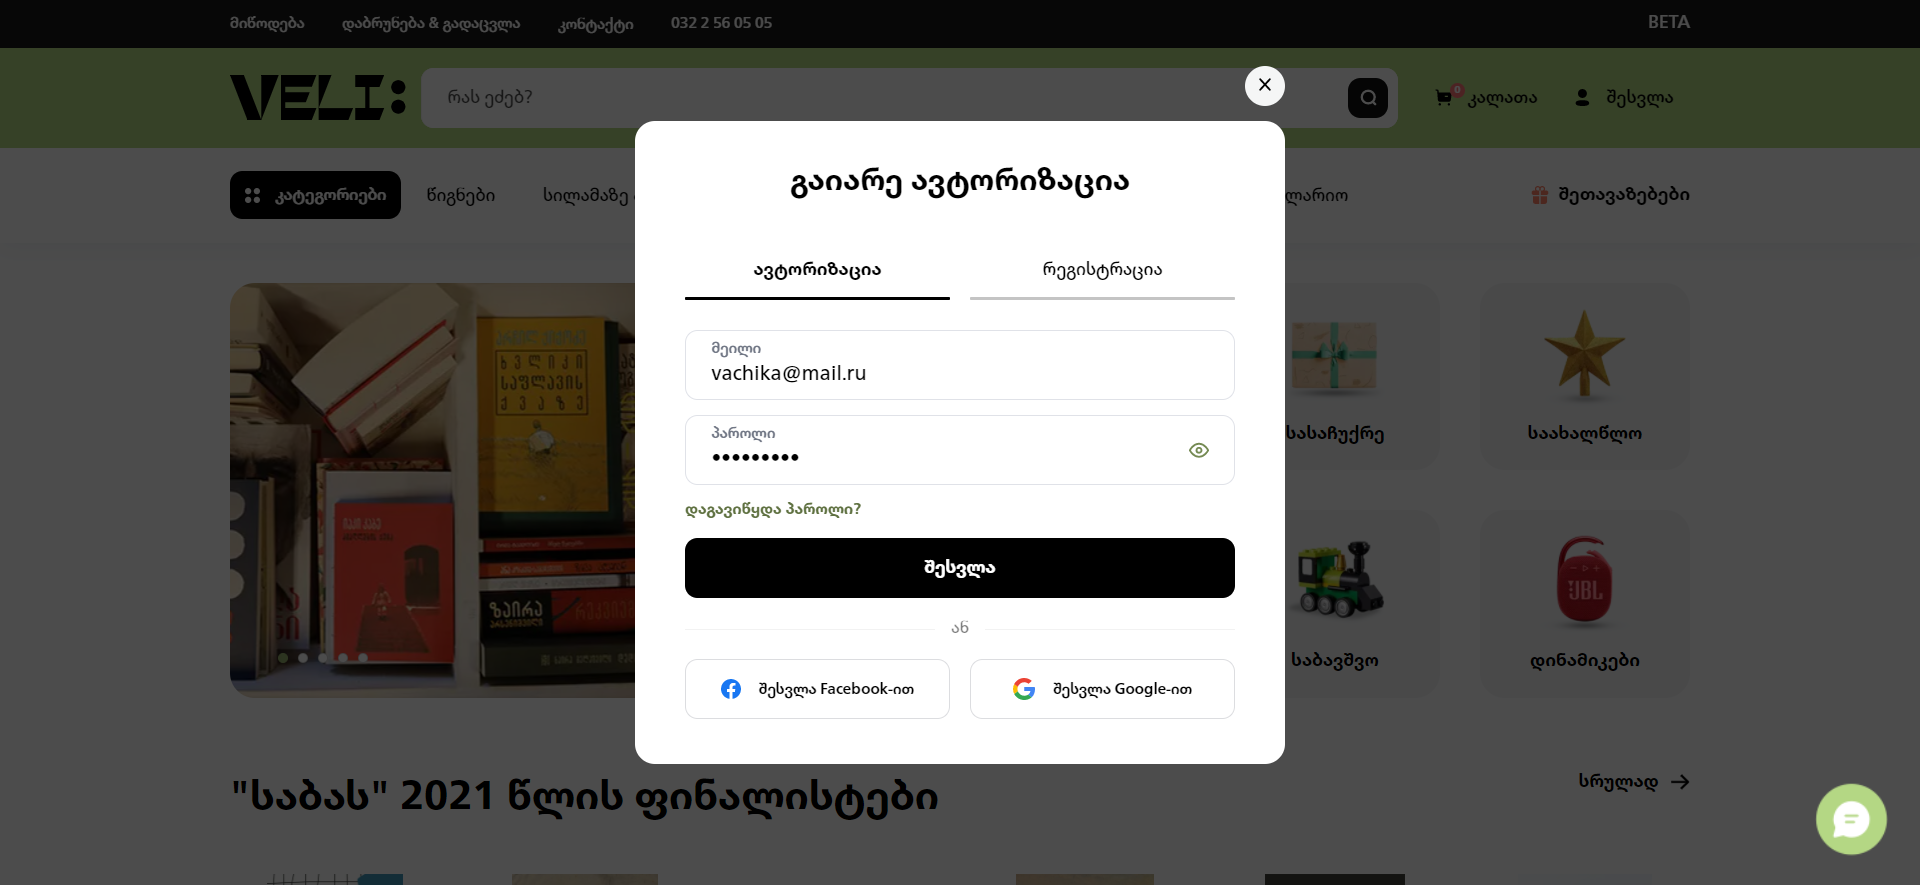 მიწოდება
დაბრუნება & გადაცვლა
კონტაქტი
032 2 56 05 05
BETA
VELI:
რას ეძებ?
0
კალათა
შესვლა
კატეგორიები
წიგნები
სილამაზე
ლარიო
შეთავაზებები
გაიარე ავტორიზაცია
ავტორიზაცია
რეგისტრაცია
მეილი
vachika@mail.ru
პაროლი
•••••••••
დაგავიწყდა პაროლი?
შესვლა
ან
შესვლა Facebook-ით
შესვლა Google-ით
სასაჩუქრე
საახალწლო
JBL
საბავშვო
დინამიკები
ზაირა
"საბას" 2021 წლის ფინალისტები
სრულად